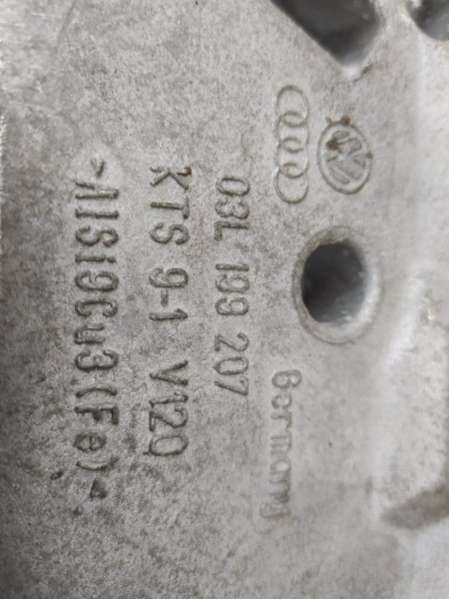 Germany
03L 199 207
KTS 9-1 V120
>AlSi9Cu3(Fe)<